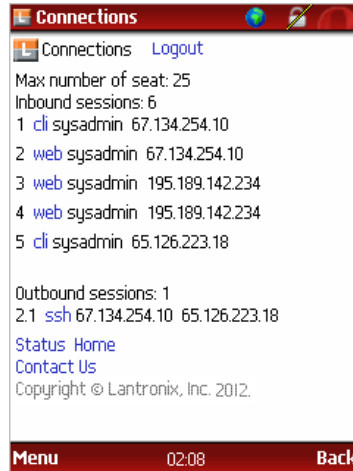 Connections
Connections Logout
Max number of seat: 25
Inbound sessions: 6
1 cli sysadmin 67.134.254.10
2 web sysadmin 67.134.254.10
3 web sysadmin 195.189.142.234
4 web sysadmin 195.189.142.234
5 cli sysadmin 65.126.223.18
Outbound sessions: 1
2.1 ssh 67.134.254.10 65.126.223.18
Status Home
Contact Us
Copyright © Lantronix, Inc. 2012.
Menu 02:08 Back